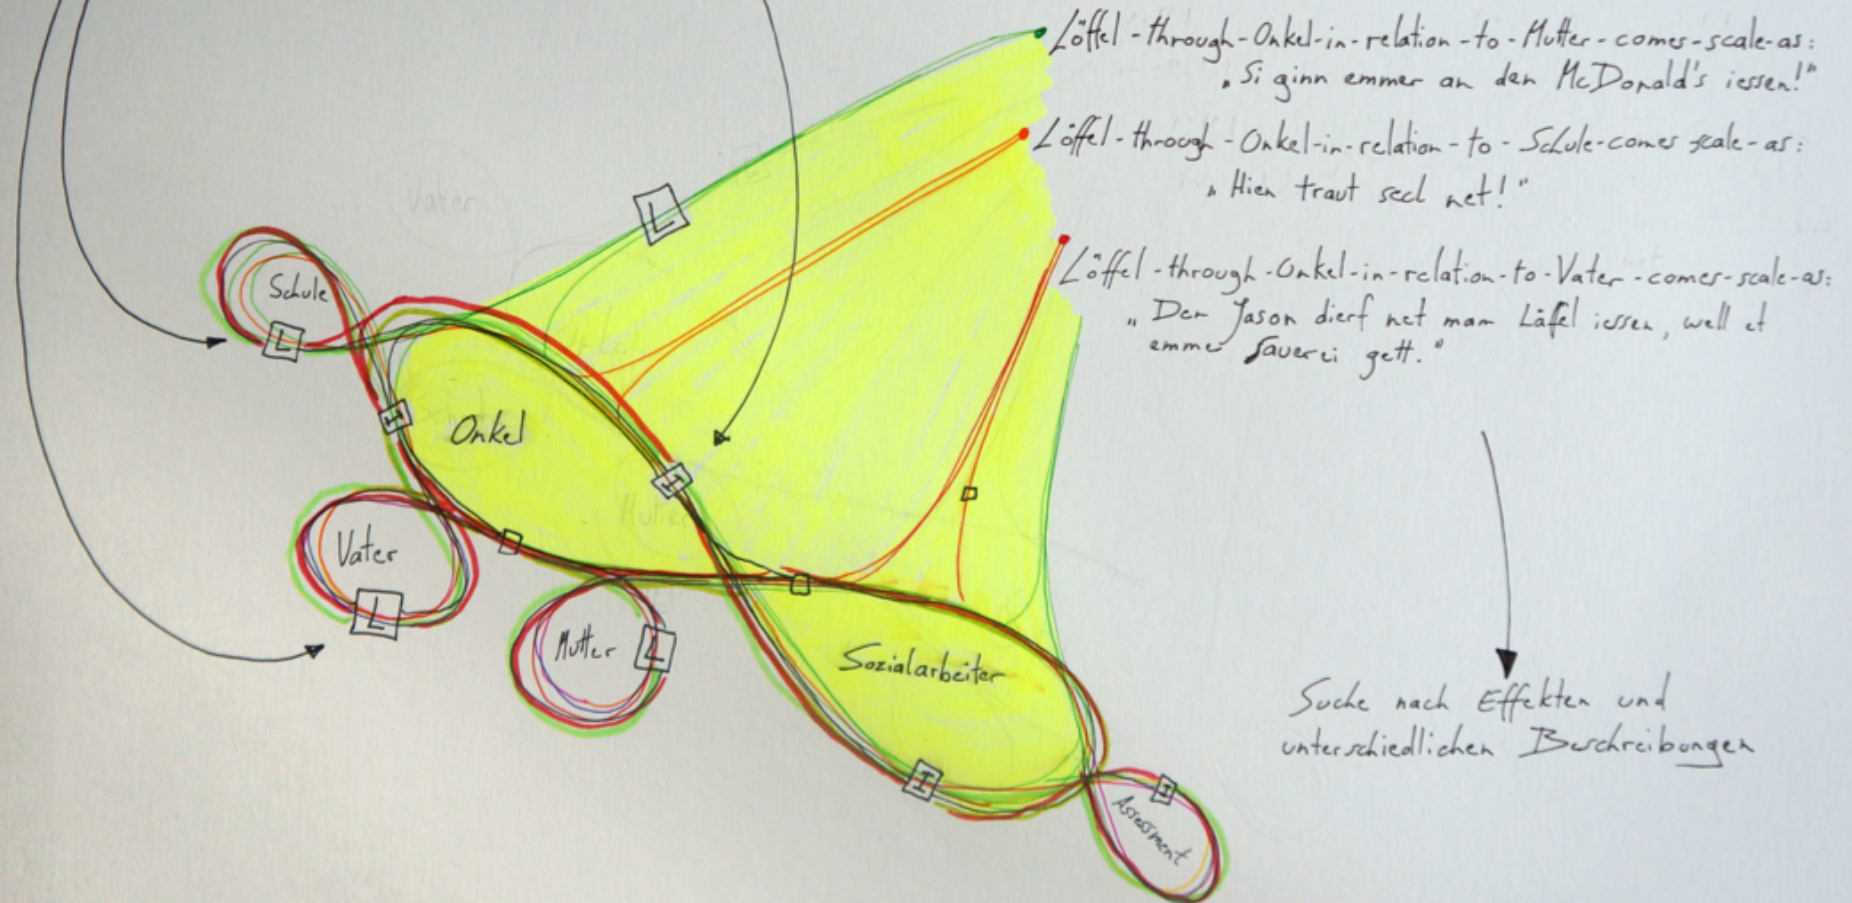 Löffel-through-Onkel-in-relation-to-Mutter-comes-scale-as:
„Si ginn emmer an den McDonald's iessen!"
Löffel-through-Onkel-in-relation-to-Schule-comes scale-as:
„Hien traut sech net!"
Löffel-through-Onkel-in-relation-to-Vater-comes-scale-as:
„Den Jason dierf net mam Läfel iessen, well et
emmer Sauerei gett."
Vater
L
Schule
L
Onkel
I
I
Vater
L
Mutter
L
Sozialarbeiter
I
I
Assessment
Suche nach Effekten und
unterschiedlichen Beschreibungen